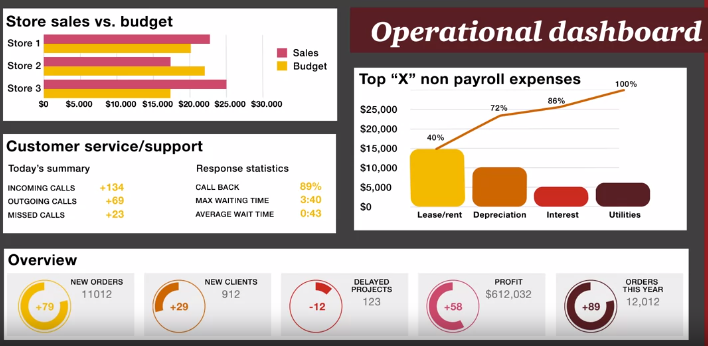 Store sales vs. budget
Store 1
Store 2
Store 3
Sales
Budget
$0 $5.000 $10.000 $15.000 $20.000 $25.000 $30.000
Operational dashboard
Top “X” non payroll expenses
$25,000
$20,000
$15,000
$10,000
$5,000
$0
40%
72%
86%
100%
Lease/rent Depreciation Interest Utilities
Customer service/support
Today's summary
INCOMING CALLS +134
OUTGOING CALLS +69
MISSED CALLS +23
Response statistics
CALL BACK 89%
MAX WAITING TIME 3:40
AVERAGE WAIT TIME 0:43
Overview
+79
NEW ORDERS
11012
+29
NEW CLIENTS
912
-12
DELAYED
PROJECTS
123
+58
PROFIT
$612,032
+89
ORDERS
THIS YEAR
12,012